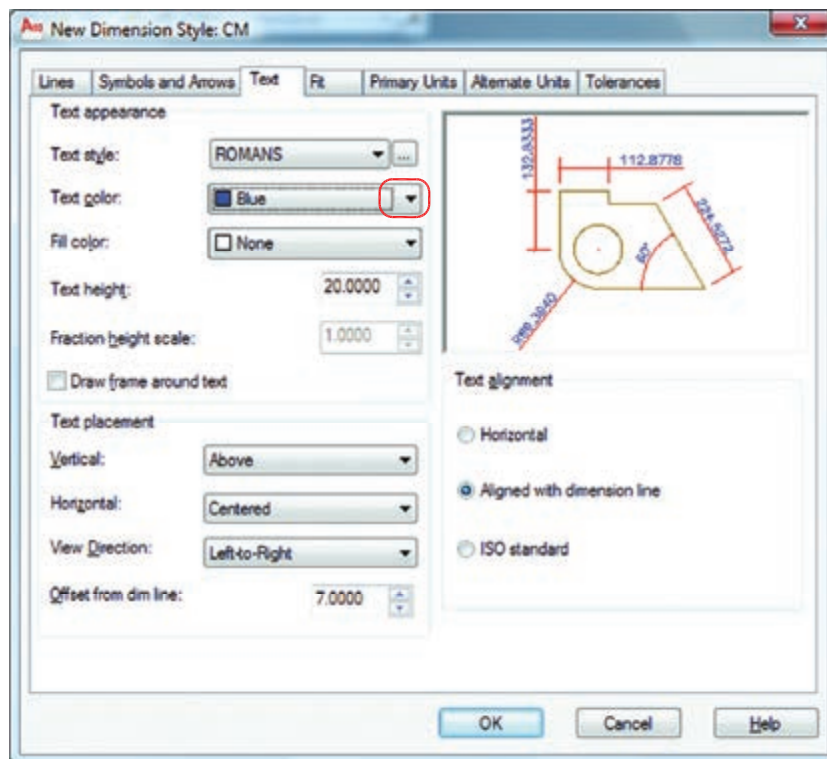 New Dimension Style: CM
Lines Symbols and Arrows Text Fit Primary Units Alternate Units Tolerances
Text appearance
Text style: ROMANS ...
Text color: Blue
Fill color: None
Text height: 20.0000
Fraction height scale: 1.0000
Draw frame around text
Text placement
Vertical: Above
Horizontal: Centered
View Direction: Left-to-Right
Offset from dim line: 7.0000
132.8333
112.8778
60°
Text alignment
Horizontal
Aligned with dimension line
ISO standard
OK Cancel Help